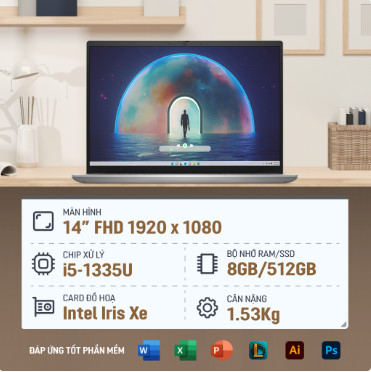 MÀN HÌNH
14” FHD 1920 x 1080
CHIP XỬ LÝ
i5-1335U
BỘ NHỚ RAM/SSD
8GB/512GB
CARD ĐỒ HOẠ
Intel Iris Xe
CÂN NẶNG
1.53Kg
ĐÁP ỨNG TỐT PHẦN MỀM
W
X
P
L
Ai
Ps